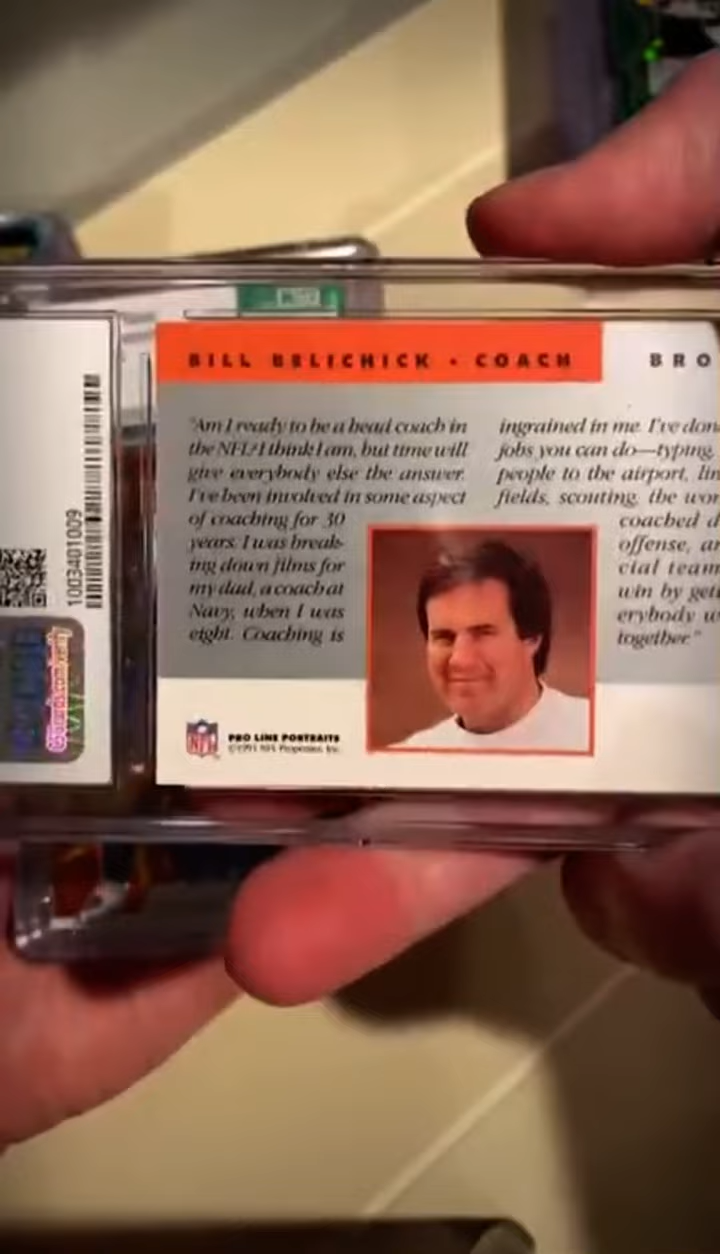 BILL BELICHICK • COACH
BRO
"Am I ready to be a head coach in
the NFL? I think I am, but time will
give everybody else the answer.
I've been involved in some aspect
of coaching for 30
years. I was break-
ing down films for
my dad, a coach at
Navy, when I was
eight. Coaching is
ingrained in me. I've don
jobs you can do—typing,
people to the airport, lin
fields, scouting, the wor
coached d
offense, an
cial team
win by gett
erybody w
together."
NFL
PRO LINE PORTRAITS
©1991 NFL Properties, Inc.
1003401009